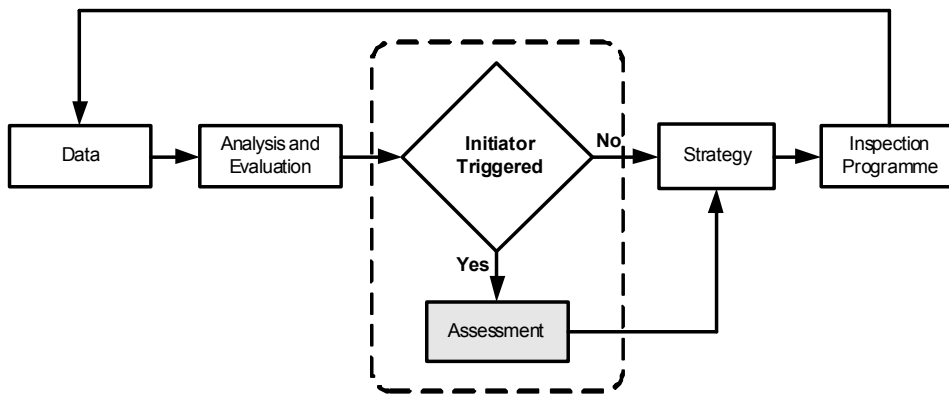 Data
Analysis and
Evaluation
Initiator
Triggered
No
Strategy
Inspection
Programme
Yes
Assessment